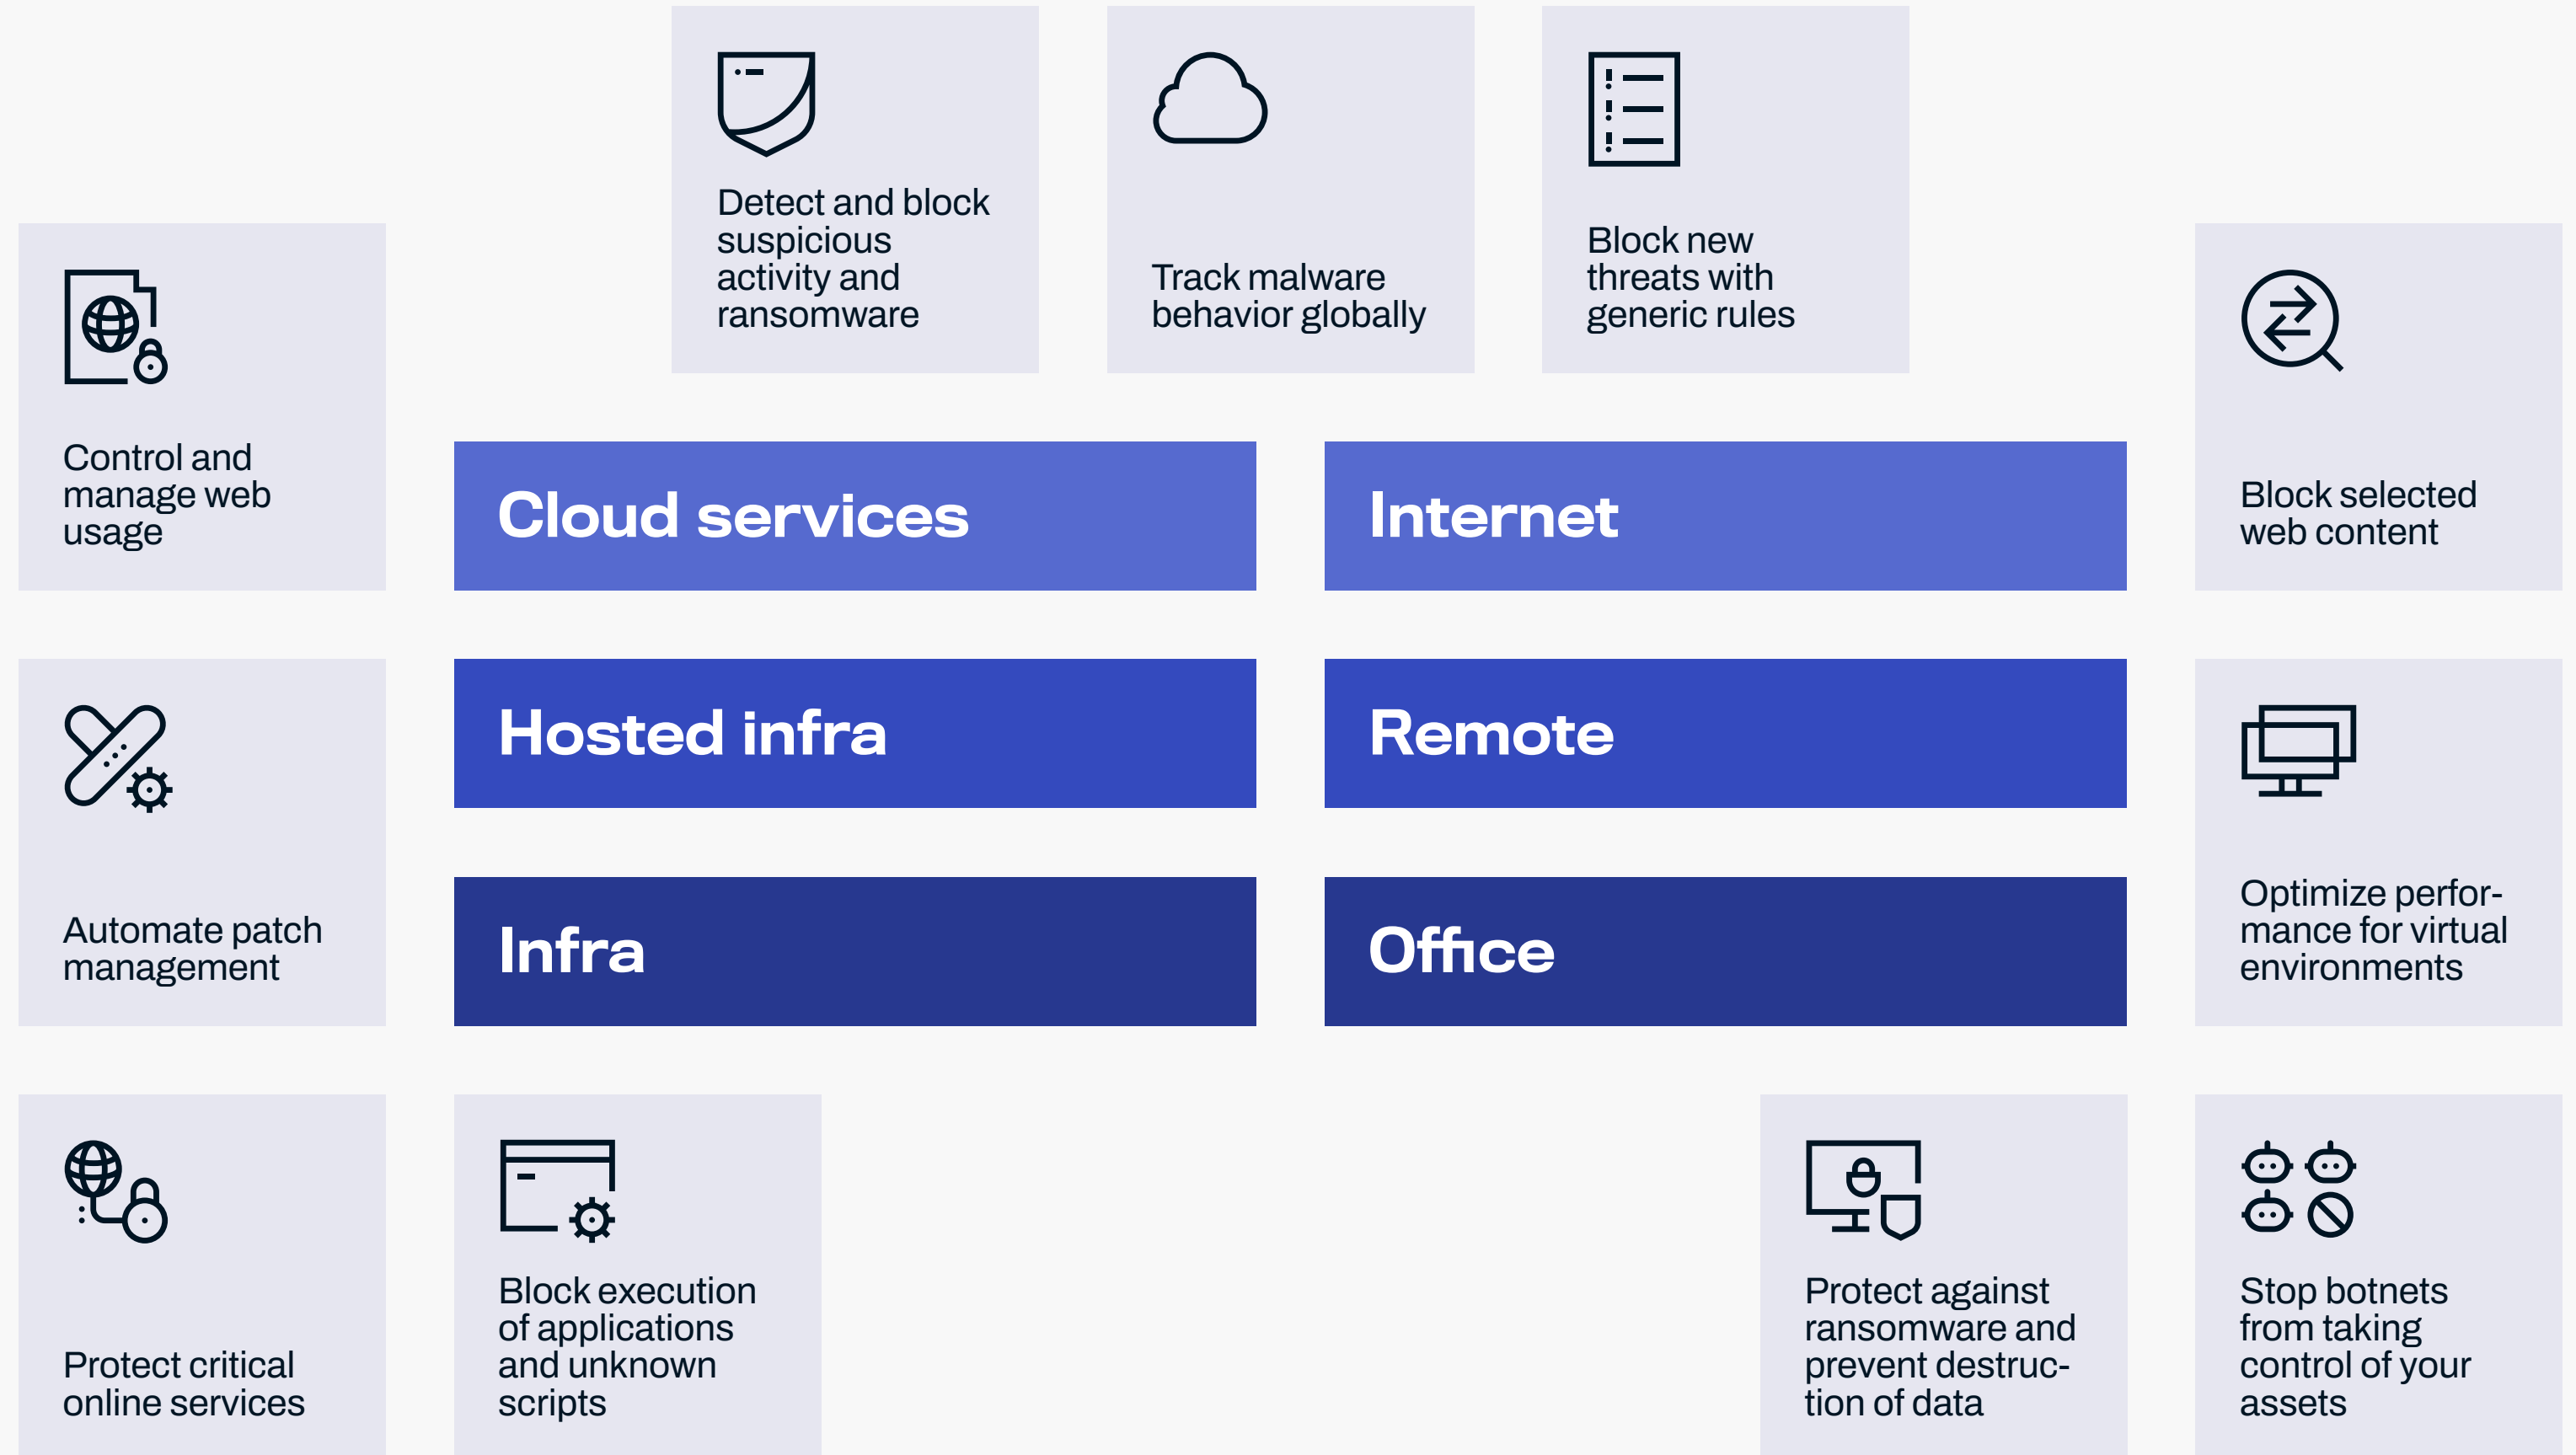 Detect and block
suspicious
activity and
ransomware
Track malware
behavior globally
Block new
threats with
generic rules
Control and
manage web
usage
Cloud services
Internet
Block selected
web content
Automate patch
management
Hosted infra
Remote
Optimize perfor-
mance for virtual
environments
Infra
Office
Protect critical
online services
Block execution
of applications
and unknown
scripts
Protect against
ransomware and
prevent destruc-
tion of data
Stop botnets
from taking
control of your
assets